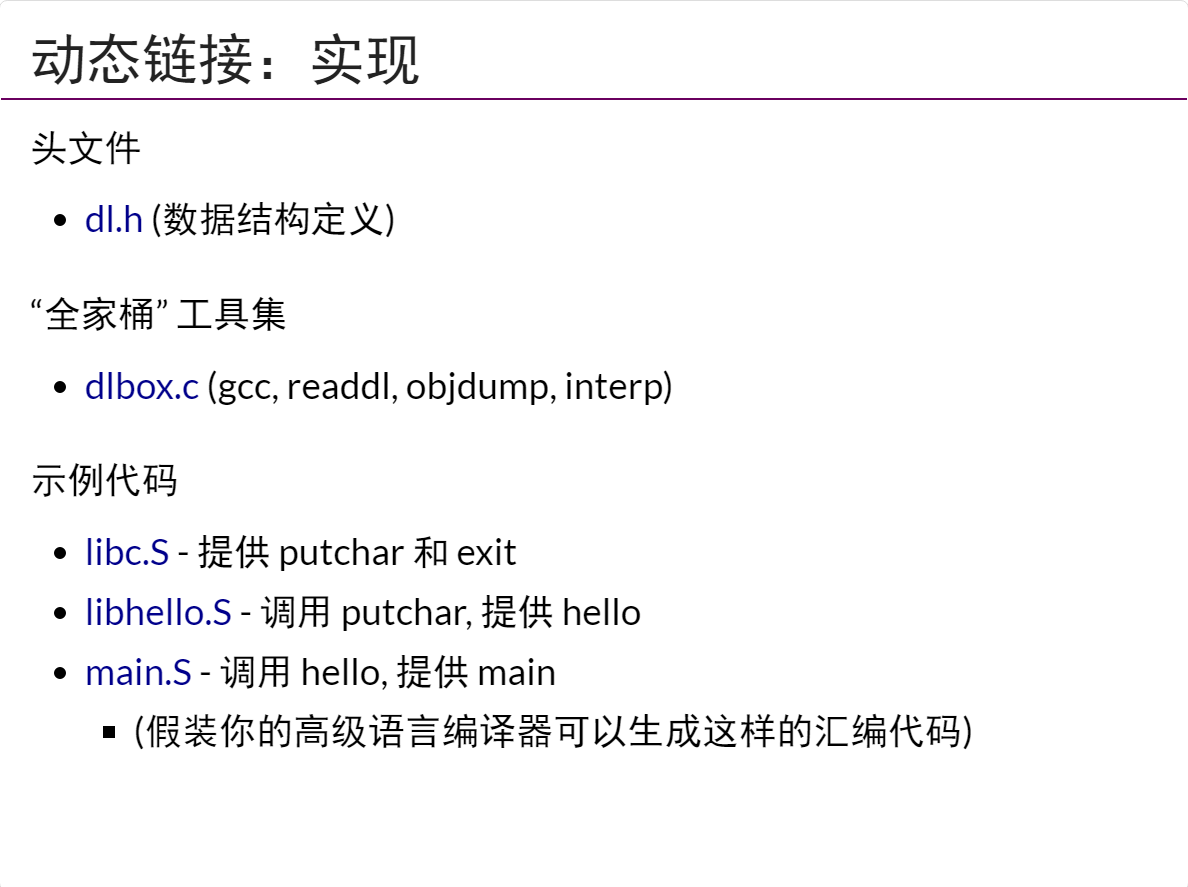 动态链接：实现
头文件
• dl.h (数据结构定义)
“全家桶” 工具集
• dlbox.c (gcc, readdl, objdump, interp)
示例代码
• libc.S - 提供 putchar 和 exit
• libhello.S - 调用 putchar, 提供 hello
• main.S - 调用 hello, 提供 main
▪ (假装你的高级语言编译器可以生成这样的汇编代码)